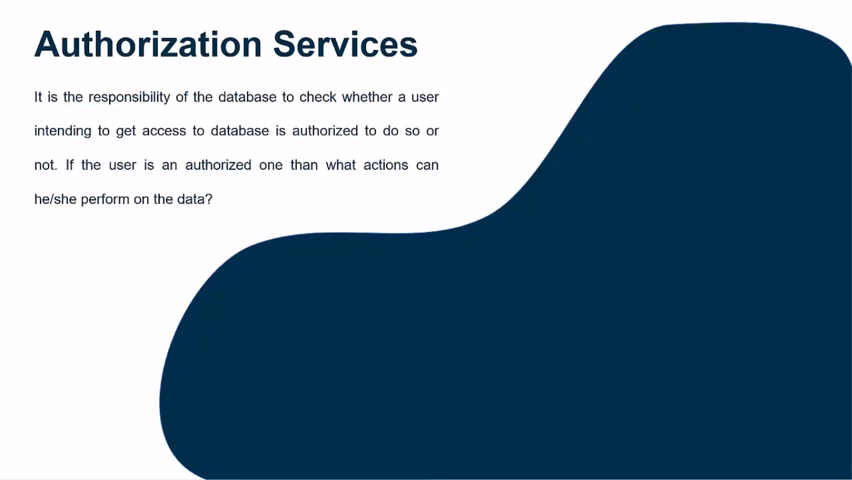 Authorization Services
It is the responsibility of the database to check whether a user
intending to get access to database is authorized to do so or
not. If the user is an authorized one than what actions can
he/she perform on the data?